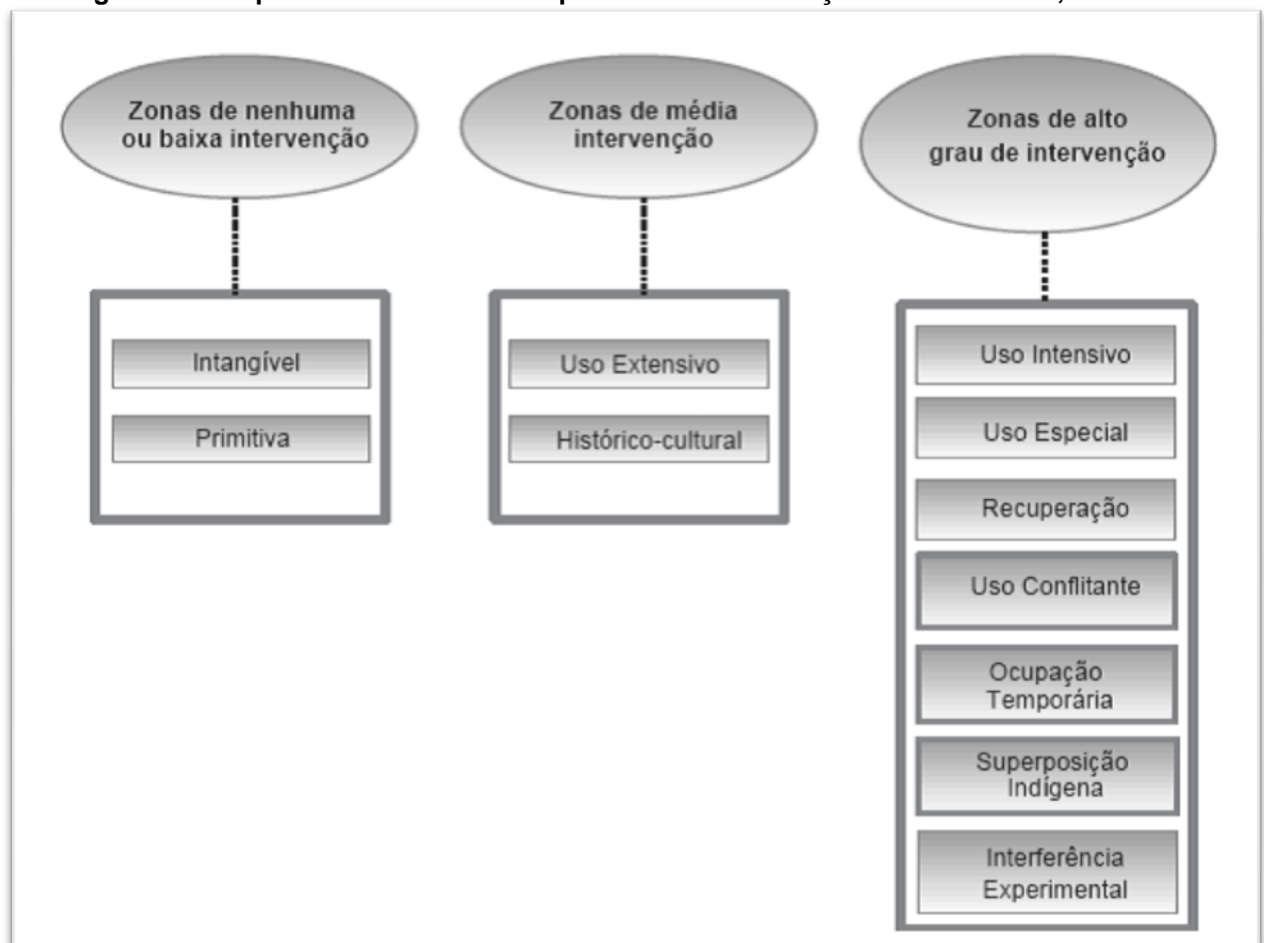 Zonas de nenhuma
ou baixa intervenção
Intangível
Primitiva
Zonas de média
intervenção
Uso Extensivo
Histórico-cultural
Zonas de alto
grau de intervenção
Uso Intensivo
Uso Especial
Recuperação
Uso Conflitante
Ocupação
Temporária
Superposição
Indígena
Interferência
Experimental